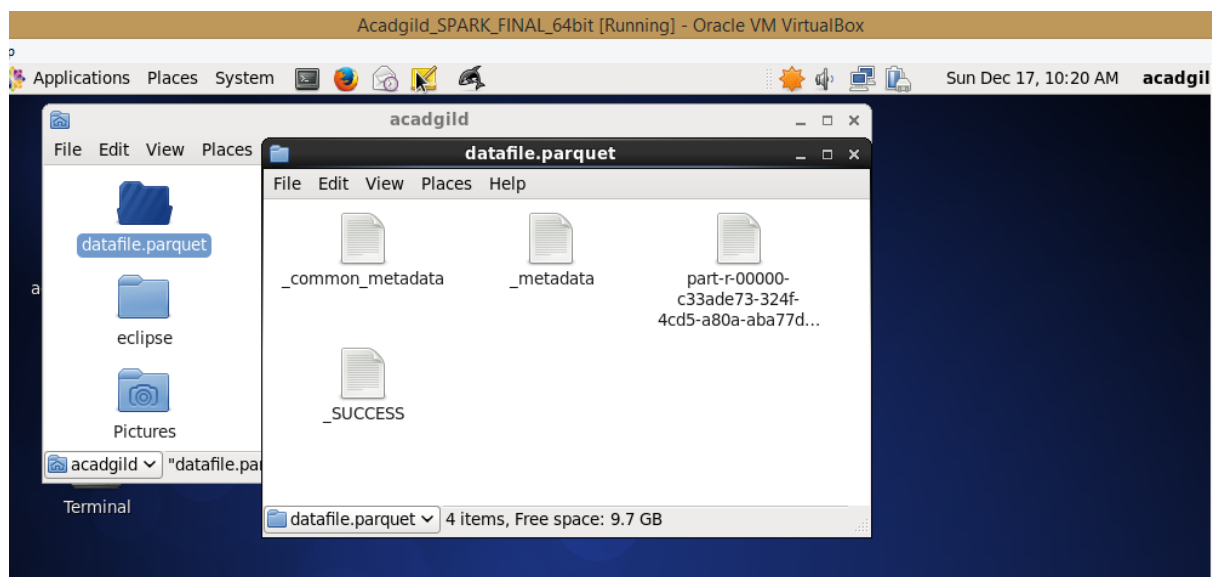 Acadgild_SPARK_FINAL_64bit [Running] - Oracle VM VirtualBox
Applications Places System Sun Dec 17, 10:20 AM acadgil
acadgild
File Edit View Places
datafile.parquet
File Edit View Places Help
datafile.parquet
eclipse
Pictures
acadgild "datafile.pa
_common_metadata
_metadata
part-r-00000-
c33ade73-324f-
4cd5-a80a-aba77d...
_SUCCESS
datafile.parquet 4 items, Free space: 9.7 GB
Terminal